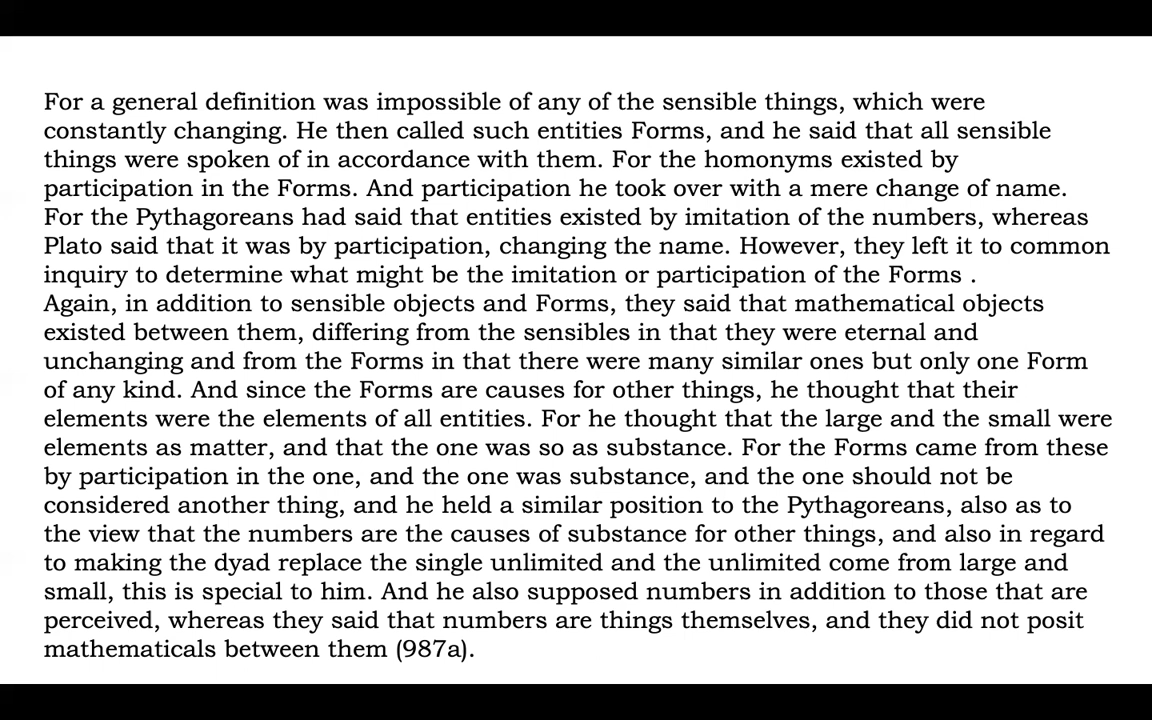 For a general definition was impossible of any of the sensible things, which were
constantly changing. He then called such entities Forms, and he said that all sensible
things were spoken of in accordance with them. For the homonyms existed by
participation in the Forms. And participation he took over with a mere change of name.
For the Pythagoreans had said that entities existed by imitation of the numbers, whereas
Plato said that it was by participation, changing the name. However, they left it to common
inquiry to determine what might be the imitation or participation of the Forms .
Again, in addition to sensible objects and Forms, they said that mathematical objects
existed between them, differing from the sensibles in that they were eternal and
unchanging and from the Forms in that there were many similar ones but only one Form
of any kind. And since the Forms are causes for other things, he thought that their
elements were the elements of all entities. For he thought that the large and the small were
elements as matter, and that the one was so as substance. For the Forms came from these
by participation in the one, and the one was substance, and the one should not be
considered another thing, and he held a similar position to the Pythagoreans, also as to
the view that the numbers are the causes of substance for other things, and also in regard
to making the dyad replace the single unlimited and the unlimited come from large and
small, this is special to him. And he also supposed numbers in addition to those that are
perceived, whereas they said that numbers are things themselves, and they did not posit
mathematicals between them (987a).